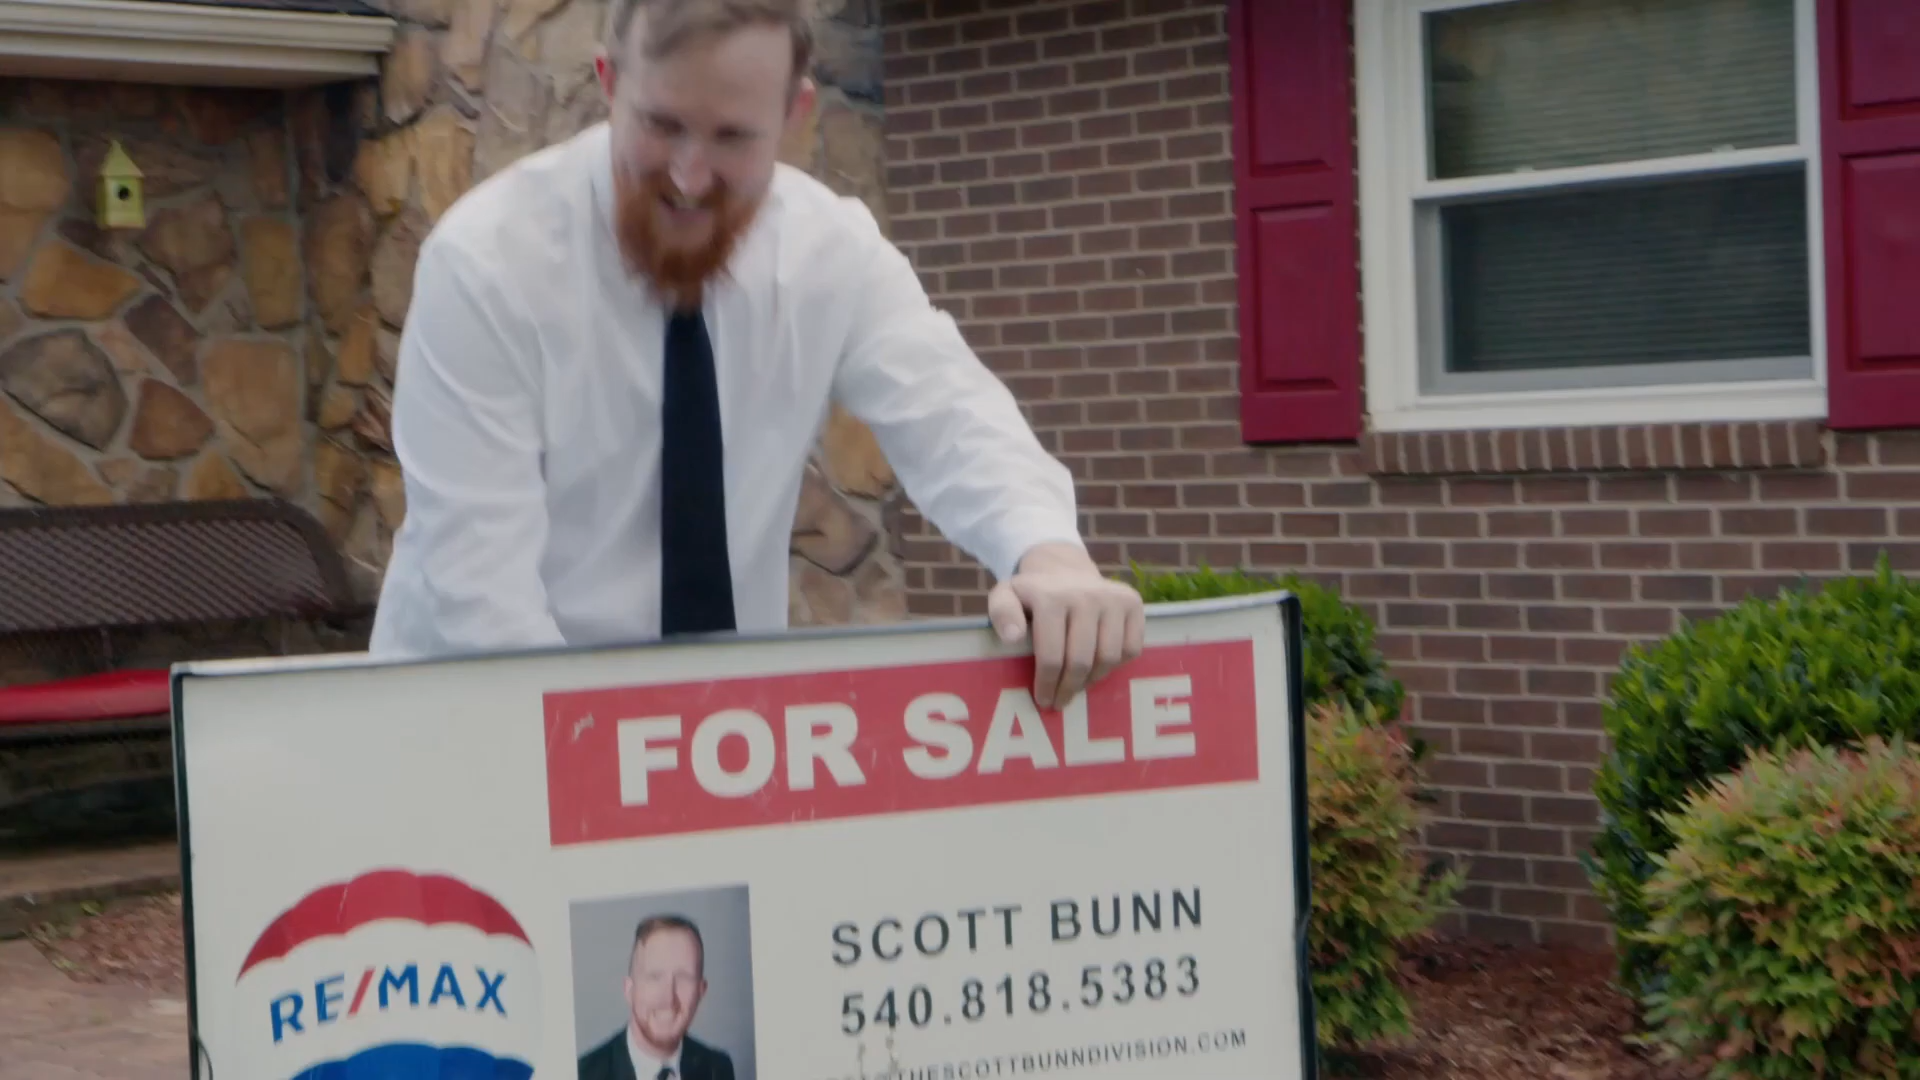 FOR SALE
RE/MAX
SCOTT BUNN
540.818.5383
THESCOTTBUNNDIVISION.COM